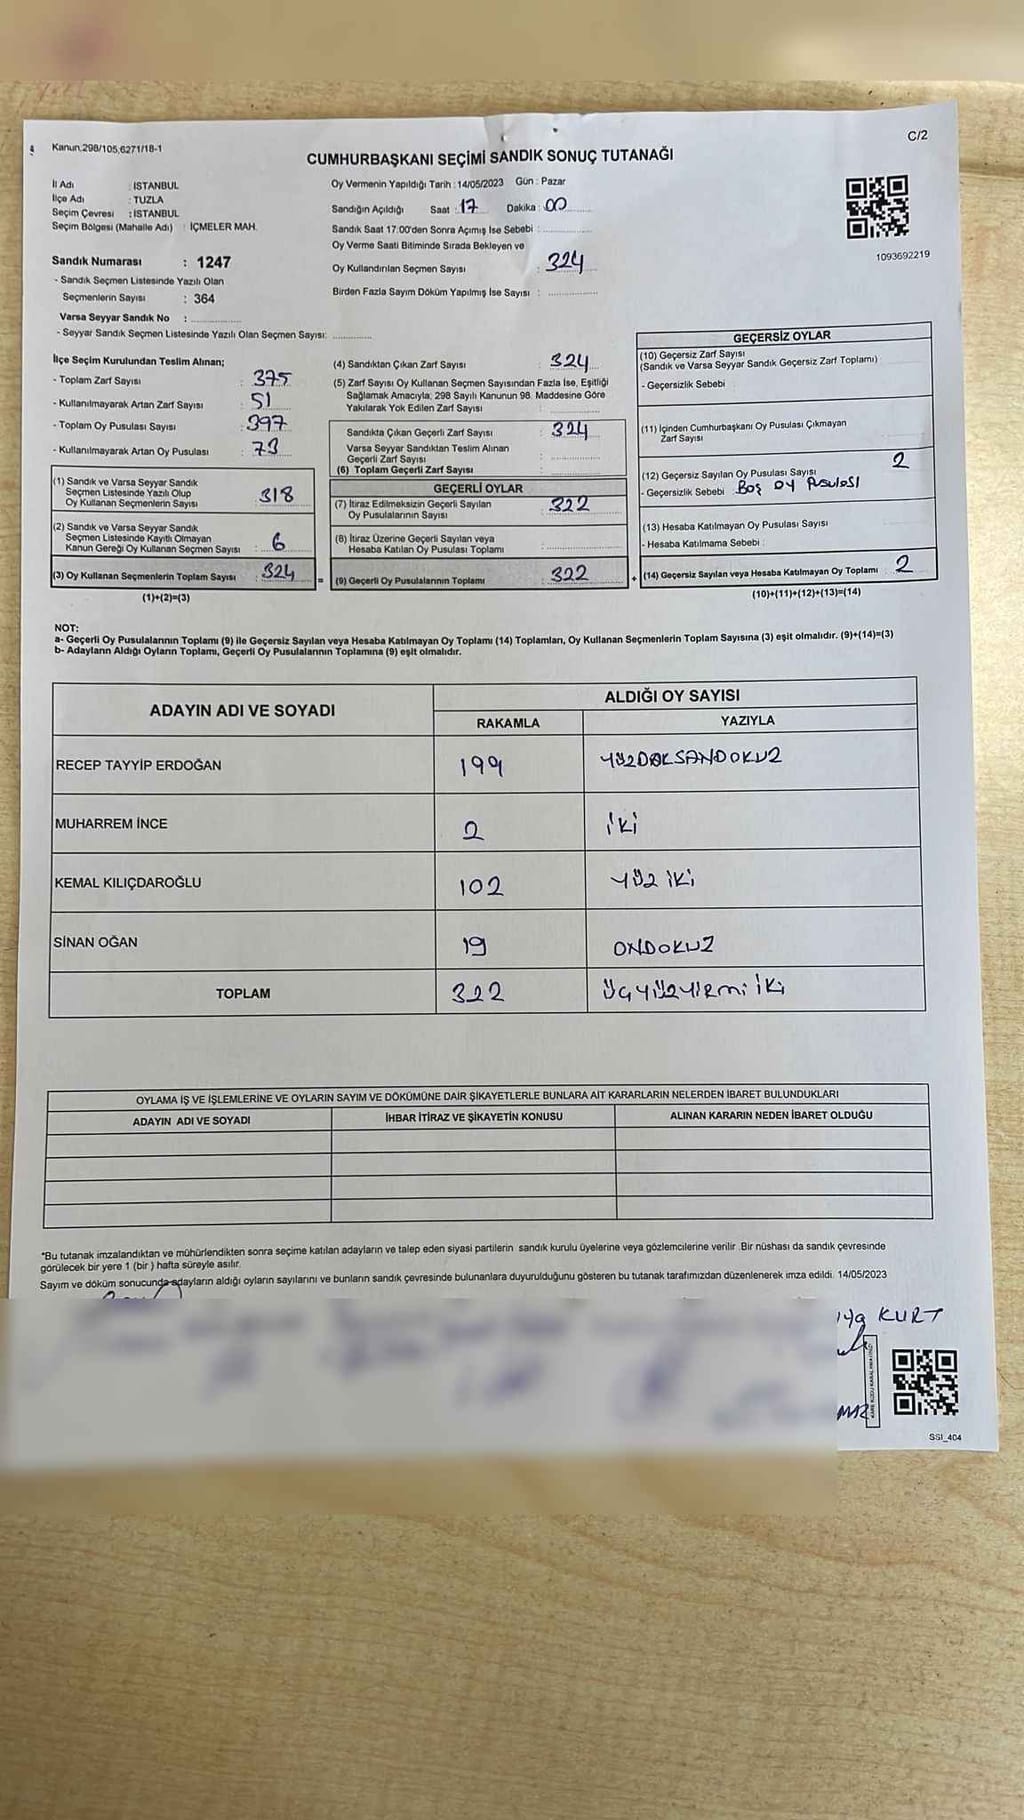 Kanun,298/105,6271/18-1
C/2
CUMHURBAŞKANI SEÇİMİ SANDIK SONUÇ TUTANAĞI
İl Adı : İSTANBUL
İlçe Adı : TUZLA
Seçim Çevresi : İSTANBUL
Seçim Bölgesi (Mahalle Adı) : İÇMELER MAH.
Sandık Numarası : 1247
- Sandık Seçmen Listesinde Yazılı Olan
Seçmenlerin Sayısı : 364
Varsa Seyyar Sandık No :
- Seyyar Sandık Seçmen Listesinde Yazılı Olan Seçmen Sayısı:
Oy Vermenin Yapıldığı Tarih : 14/05/2023 Gün : Pazar
Sandığın Açıldığı Saat : 17 Dakika : 00
Sandık Saat 17:00'den Sonra Açımış İse Sebebi :
Oy Verme Saati Bitiminde Sırada Bekleyen ve
Oy Kullandırılan Seçmen Sayısı : 324
Birden Fazla Sayım Döküm Yapılmış İse Sayısı :
1093692219
İlçe Seçim Kurulundan Teslim Alınan;
- Toplam Zarf Sayısı : 375
- Kullanılmayarak Artan Zarf Sayısı : 51
- Toplam Oy Pusulası Sayısı : 397
- Kullanılmayarak Artan Oy Pusulası : 73
(1) Sandık ve Varsa Seyyar Sandık
Seçmen Listesinde Yazılı Olup
Oy Kullanan Seçmenlerin Sayısı : 318
(2) Sandık ve Varsa Seyyar Sandık
Seçmen Listesinde Kayıtlı Olmayan
Kanun Gereği Oy Kullanan Seçmen Sayısı : 6
(3) Oy Kullanan Seçmenlerin Toplam Sayısı : 324
(1)+(2)=(3)
(4) Sandıktan Çıkan Zarf Sayısı : 324
(5) Zarf Sayısı Oy Kullanan Seçmen Sayısından Fazla İse, Eşitliği
Sağlamak Amacıyla; 298 Sayılı Kanunun 98. Maddesine Göre
Yakılarak Yok Edilen Zarf Sayısı :
Sandıkta Çıkan Geçerli Zarf Sayısı : 324
Varsa Seyyar Sandıktan Teslim Alınan
Geçerli Zarf Sayısı :
(6) Toplam Geçerli Zarf Sayısı :
GEÇERLİ OYLAR
(7) İtiraz Edilmeksizin Geçerli Sayılan
Oy Pusulalarının Sayısı : 322
(8) İtiraz Üzerine Geçerli Sayılan veya
Hesaba Katılan Oy Pusulası Toplamı :
= (9) Geçerli Oy Pusulalarının Toplamı : 322
GEÇERSİZ OYLAR
(10) Geçersiz Zarf Sayısı
(Sandık ve Varsa Seyyar Sandık Geçersiz Zarf Toplamı)
- Geçersizlik Sebebi :
(11) İçinden Cumhurbaşkanı Oy Pusulası Çıkmayan
Zarf Sayısı
(12) Geçersiz Sayılan Oy Pusulası Sayısı 2
- Geçersizlik Sebebi Boş OY PUSULASI
(13) Hesaba Katılmayan Oy Pusulası Sayısı
- Hesaba Katılmama Sebebi :
+ (14) Geçersiz Sayılan veya Hesaba Katılmayan Oy Toplamı 2
(10)+(11)+(12)+(13)=(14)
NOT:
a- Geçerli Oy Pusulalarının Toplamı (9) ile Geçersiz Sayılan veya Hesaba Katılmayan Oy Toplamı (14) Toplamları, Oy Kullanan Seçmenlerin Toplam Sayısına (3) eşit olmalıdır. (9)+(14)=(3)
b- Adayların Aldığı Oyların Toplamı, Geçerli Oy Pusulalarının Toplamına (9) eşit olmalıdır.
ADAYIN ADI VE SOYADI
ALDIĞI OY SAYISI
RAKAMLA YAZIYLA
RECEP TAYYİP ERDOĞAN 199 YÜZDOKSANDOKUZ
MUHARREM İNCE 2 İKİ
KEMAL KILIÇDAROĞLU 102 YÜZ İKİ
SİNAN OĞAN 19 ONDOKUZ
TOPLAM 322 ÜÇYÜZYİRMİ İKİ
OYLAMA İŞ VE İŞLEMLERİNE VE OYLARIN SAYIM VE DÖKÜMÜNE DAİR ŞİKAYETLERLE BUNLARA AİT KARARLARIN NELERDEN İBARET BULUNDUKLARI
ADAYIN ADI VE SOYADI İHBAR İTİRAZ VE ŞİKAYETİN KONUSU ALINAN KARARIN NEDEN İBARET OLDUĞU
*Bu tutanak imzalandıktan ve mühürlendikten sonra seçime katılan adayların ve talep eden siyasi partilerin sandık kurulu üyelerine veya gözlemcilerine verilir. Bir nüshası da sandık çevresinde
görülecek bir yere 1 (bir ) hafta süreyle asılır.
Sayım ve döküm sonucunda adayların aldığı oyların sayılarını ve bunların sandık çevresinde bulunanlara duyurulduğunu gösteren bu tutanak tarafımızdan düzenlenerek imza edildi. 14/05/2023
KURT
SSI_404